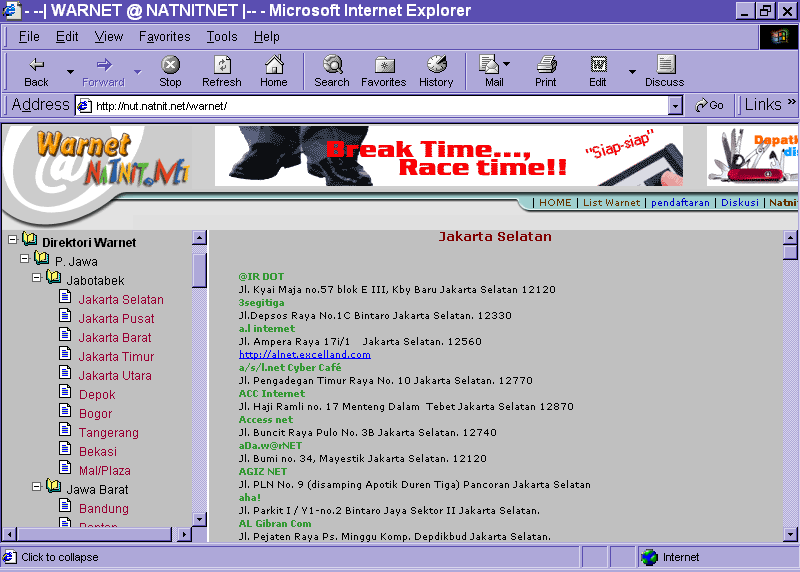 - --| WARNET @ NATNITNET |-- - Microsoft Internet Explorer
File Edit View Favorites Tools Help
Back Forward Stop Refresh Home Search Favorites History Mail Print Edit Discuss
Address http://nut.natnit.net/warnet/ Go Links »
Warnet
@
NATNIT.NET
Break Time...,
Race time!!
"Siap-siap"
| HOME | List Warnet | pendaftaran | Diskusi |
Direktori Warnet
P. Jawa
Jabotabek
Jakarta Selatan
Jakarta Pusat
Jakarta Barat
Jakarta Timur
Jakarta Utara
Depok
Bogor
Tangerang
Bekasi
Mal/Plaza
Jawa Barat
Bandung
Banten
Jakarta Selatan
@IR DOT
Jl. Kyai Maja no.57 blok E III, Kby Baru Jakarta Selatan 12120
3segitiga
Jl.Depsos Raya No.1C Bintaro Jakarta Selatan. 12330
a.l internet
Jl. Ampera Raya 17i/1 Jakarta Selatan. 12560
http://alnet.excelland.com
a/s/l.net Cyber Café
Jl. Pengadegan Timur Raya No. 10 Jakarta Selatan. 12770
ACC Internet
Jl. Haji Ramli no. 17 Menteng Dalam Tebet Jakarta Selatan 12870
Access net
Jl. Buncit Raya Pulo No. 3B Jakarta Selatan. 12740
aDa.w@rNET
Jl. Bumi no. 34, Mayestik Jakarta Selatan. 12120
AGIZ NET
Jl. PLN No. 9 (disamping Apotik Duren Tiga) Pancoran Jakarta Selatan
aha!
Jl. Parkit I / Y1-no.2 Bintaro Jaya Sektor II Jakarta Selatan.
AL Gibran Com
Jl. Pejaten Raya Ps. Minggu Komp. Depdikbud Jakarta Selatan.
Click to collapse
Internet